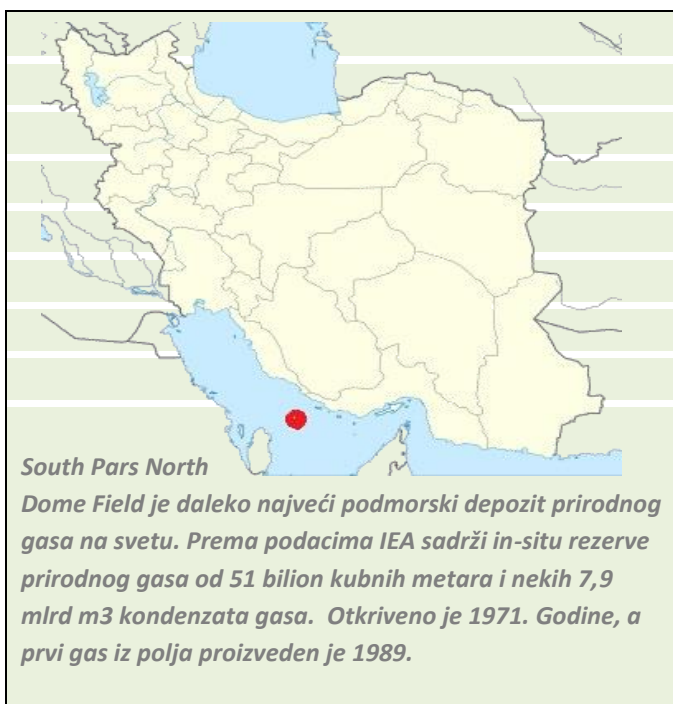 South Pars North
Dome Field je daleko najveći podmorski depozit prirodnog
gasa na svetu. Prema podacima IEA sadrži in-situ rezerve
prirodnog gasa od 51 bilion kubnih metara i nekih 7,9
mlrd m3 kondenzata gasa.  Otkriveno je 1971. Godine, a
prvi gas iz polja proizveden je 1989.